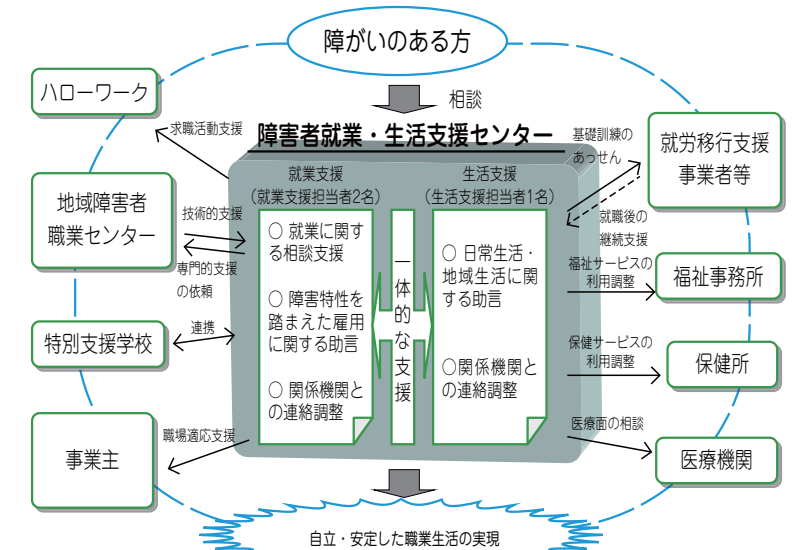 障がいのある方
相談
ハローワーク
求職活動支援
障害者就業・生活支援センター
基礎訓練の
あっせん
就労移行支援
事業者等
就業支援
(就業支援担当者2名)
生活支援
(生活支援担当者1名)
地域障害者
職業センター
技術的支援
専門的支援
の依頼
○ 就業に関す
る相談支援
○ 障害特性を
踏まえた雇用
に関する助言
○ 関係機関と
の連絡調整
一体的な支援
○ 日常生活・
地域生活に関
する助言
○関係機関と
の連絡調整
就職後の
継続支援
福祉サービスの
利用調整
福祉事務所
特別支援学校
連携
保健サービスの
利用調整
保健所
事業主
職場適応支援
医療面の相談
医療機関
自立・安定した職業生活の実現